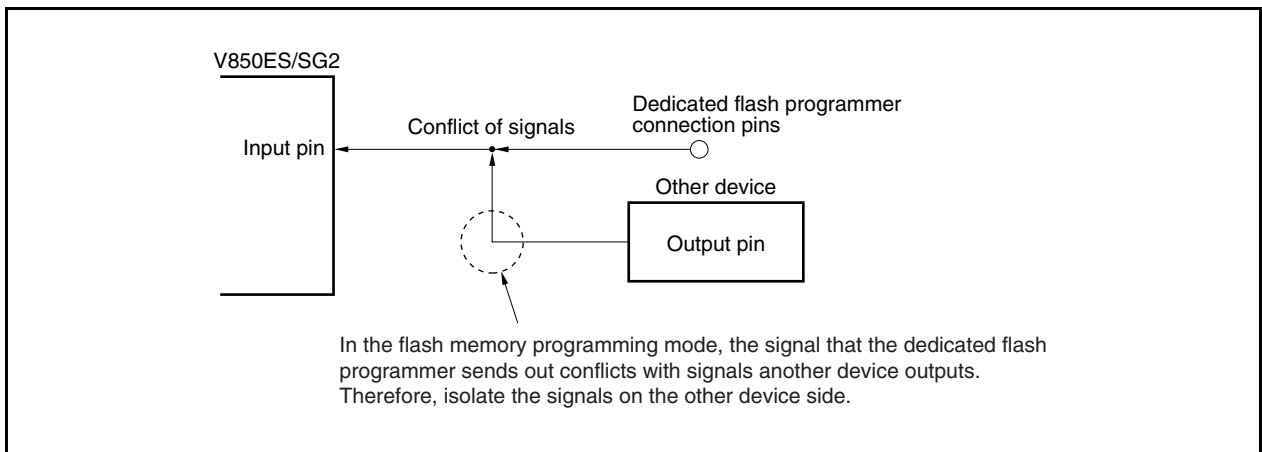 V850ES/SG2
Dedicated flash programmer
connection pins
Conflict of signals
Input pin
Other device
Output pin
In the flash memory programming mode, the signal that the dedicated flash
programmer sends out conflicts with signals another device outputs.
Therefore, isolate the signals on the other device side.